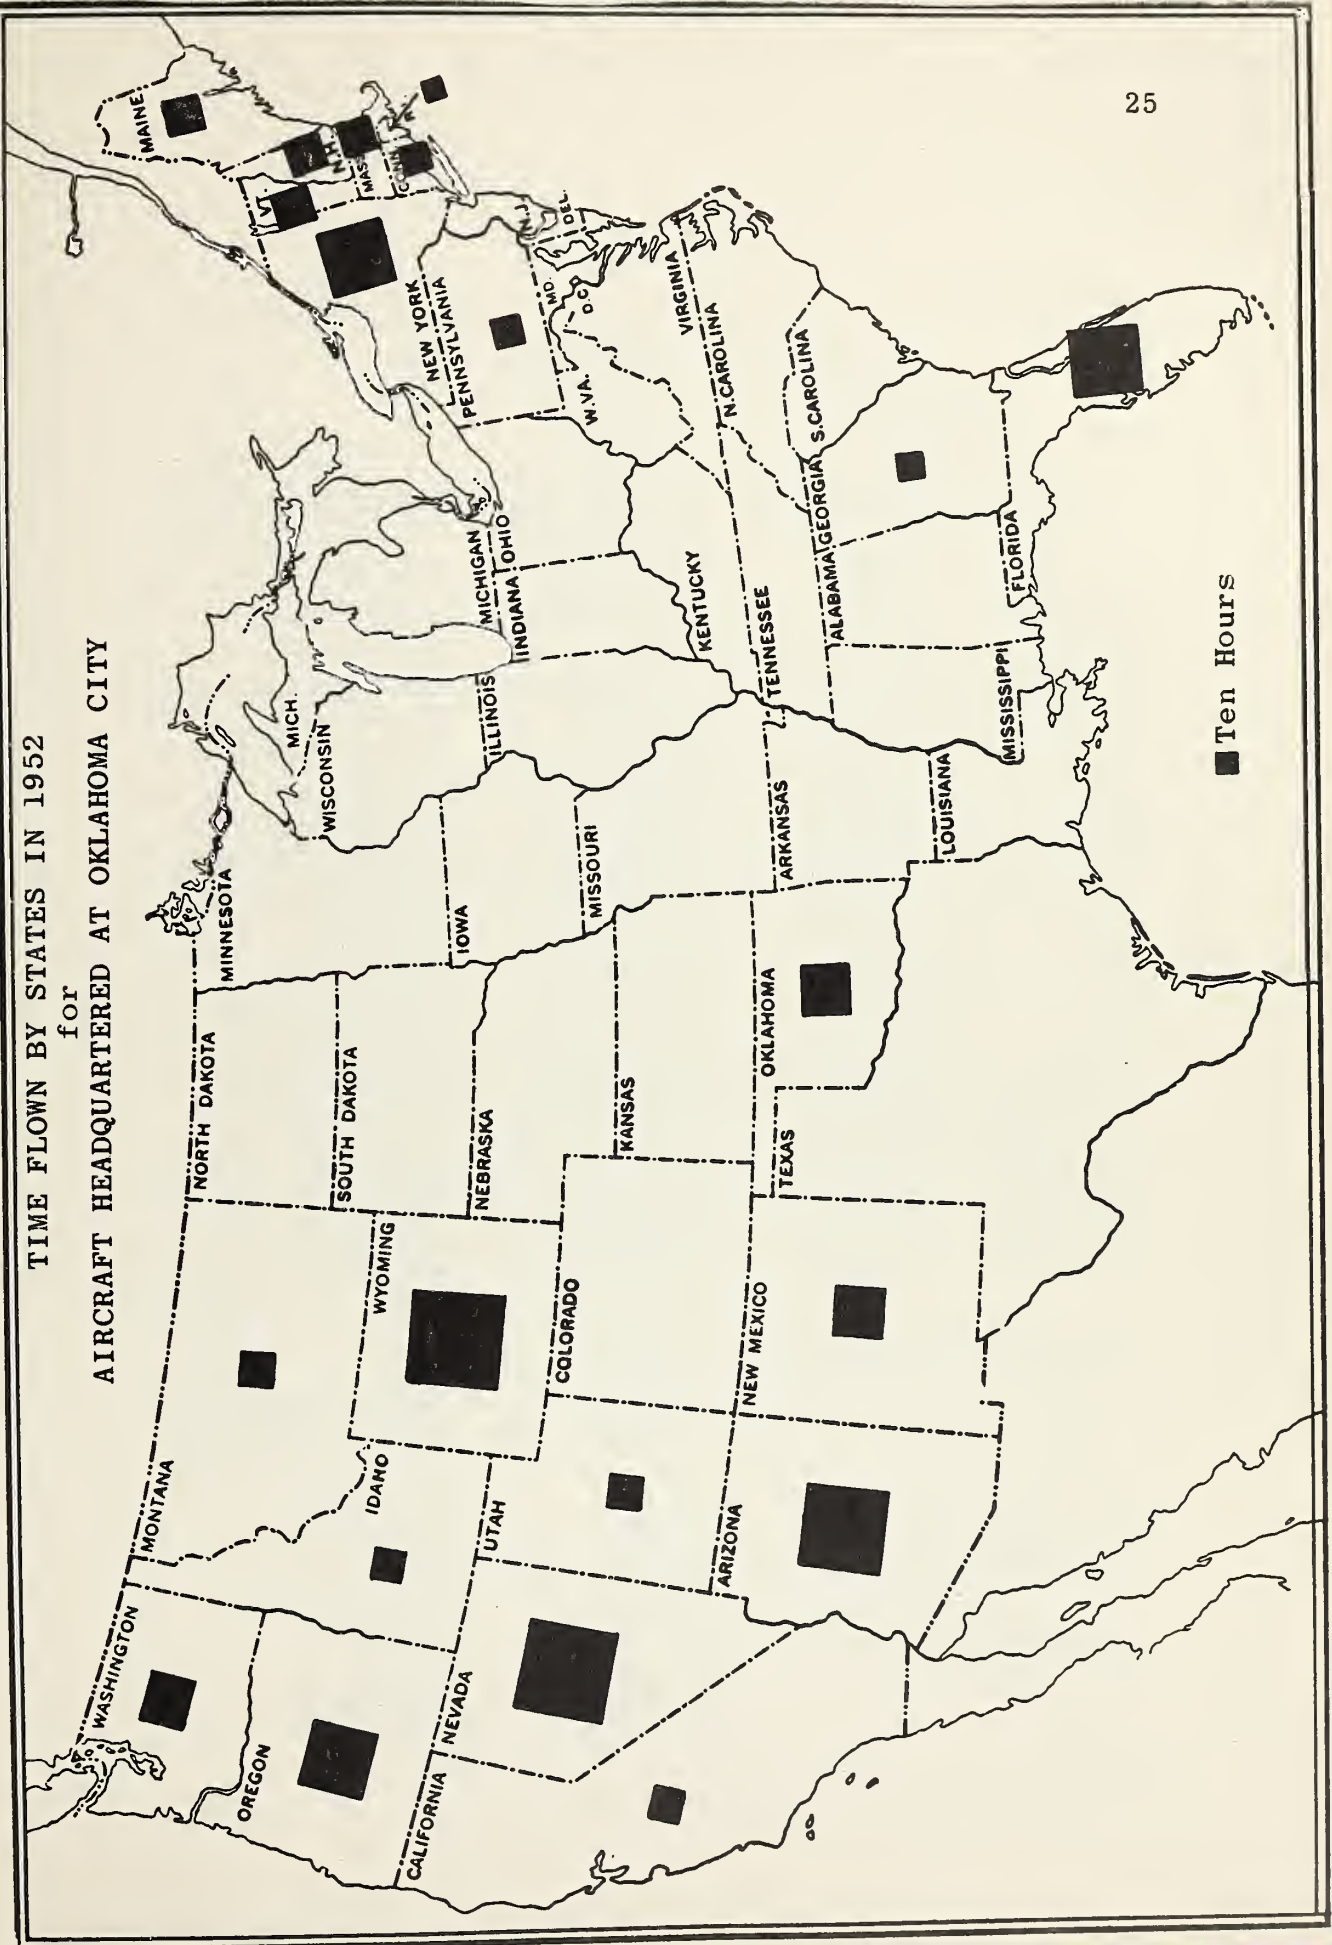 25
TIME FLOWN BY STATES IN 1952
for
AIRCRAFT HEADQUARTERED AT OKLAHOMA CITY
WASHINGTON
MONTANA
NORTH DAKOTA
MINNESOTA
MICH.
WISCONSIN
MAINE
VT.
N.H.
MASS
CONN
OREGON
IDAHO
WYOMING
SOUTH DAKOTA
IOWA
ILLINOIS
MICHIGAN
INDIANA
OHIO
NEW YORK
PENNSYLVANIA
N.J.
DEL.
MD.
D.C.
W.VA.
CALIFORNIA
NEVADA
UTAH
COLORADO
NEBRASKA
KANSAS
MISSOURI
KENTUCKY
VIRGINIA
ARIZONA
NEW MEXICO
TEXAS
OKLAHOMA
ARKANSAS
TENNESSEE
N.CAROLINA
S.CAROLINA
LOUISIANA
MISSISSIPPI
ALABAMA
GEORGIA
FLORIDA
Ten Hours